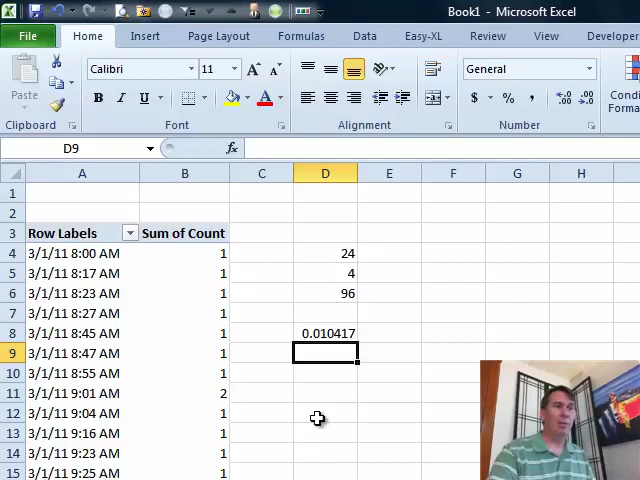 Book1 - Microsoft Excel
File Home Insert Page Layout Formulas Data Easy-XL Review View Developer
Paste Calibri 11 A A General
B I U A $ % , .0 .00 .00 .0 Condi
Forma
Clipboard Font Alignment Number
D9 fx
A B C D E F G H
1
2
3 Row Labels Sum of Count
4 3/1/11 8:00 AM 1 24
5 3/1/11 8:17 AM 1 4
6 3/1/11 8:23 AM 1 96
7 3/1/11 8:27 AM 1
8 3/1/11 8:45 AM 1 0.010417
9 3/1/11 8:47 AM 1
10 3/1/11 8:55 AM 1
11 3/1/11 9:01 AM 2
12 3/1/11 9:04 AM 1
13 3/1/11 9:16 AM 1
14 3/1/11 9:23 AM 1
15 3/1/11 9:25 AM 1